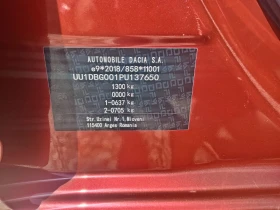 AUTOMOBILE DACIA S.A.
e9*2018/858*11001
UU1DBG001PU137650
1300 kg
0000 kg
1-0637 kg
2-0705 kg
Str. Uzinei Nr.1, Mioveni
115400 Arges Romania